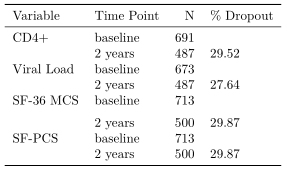 Variable Time Point N % Dropout
CD4+ baseline 691
2 years 487 29.52
Viral Load baseline 673
2 years 487 27.64
SF-36 MCS baseline 713
2 years 500 29.87
SF-PCS baseline 713
2 years 500 29.87